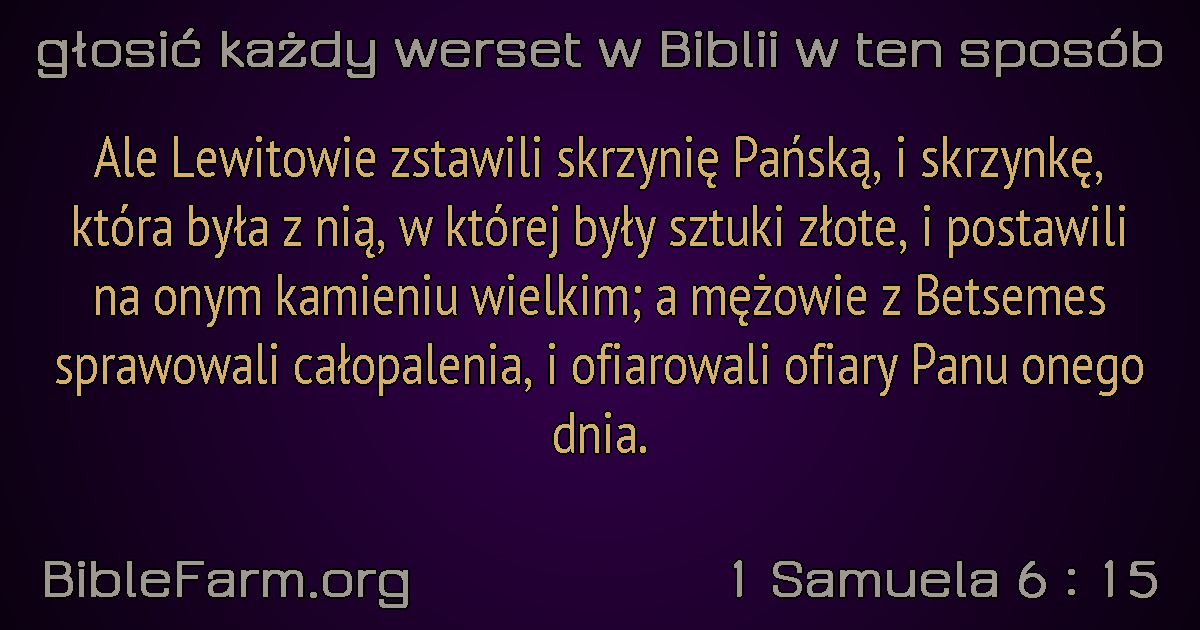 głosić każdy werset w Biblii w ten sposób
Ale Lewitowie zstawili skrzynię Pańską, i skrzynkę,
która była z nią, w której były sztuki złote, i postawili
na onym kamieniu wielkim; a mężowie z Betsemes
sprawowali całopalenia, i ofiarowali ofiary Panu onego
dnia.
BibleFarm.org
1 Samuela 6 : 15